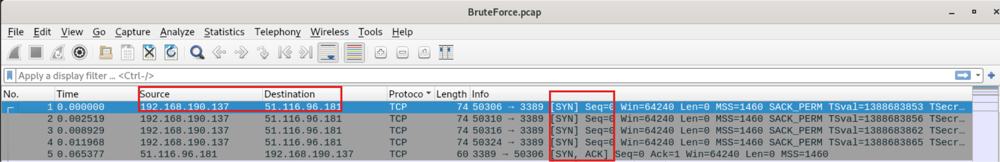 BruteForce.pcap
File Edit View Go Capture Analyze Statistics Telephony Wireless Tools Help
Apply a display filter ... <Ctrl-/>
No. Time Source Destination Protoco Length Info
1 0.000000 192.168.190.137 51.116.96.181 TCP 74 50306 → 3389 [SYN] Seq=0 Win=64240 Len=0 MSS=1460 SACK_PERM TSval=1388683853 TSecr...
2 0.002519 192.168.190.137 51.116.96.181 TCP 74 50310 → 3389 [SYN] Seq=0 Win=64240 Len=0 MSS=1460 SACK_PERM TSval=1388683856 TSecr...
3 0.008929 192.168.190.137 51.116.96.181 TCP 74 50316 → 3389 [SYN] Seq=0 Win=64240 Len=0 MSS=1460 SACK_PERM TSval=1388683862 TSecr...
4 0.011968 192.168.190.137 51.116.96.181 TCP 74 50324 → 3389 [SYN] Seq=0 Win=64240 Len=0 MSS=1460 SACK_PERM TSval=1388683865 TSecr...
5 0.065377 51.116.96.181 192.168.190.137 TCP 60 3389 → 50306 [SYN, ACK] Seq=0 Ack=1 Win=64240 Len=0 MSS=1460